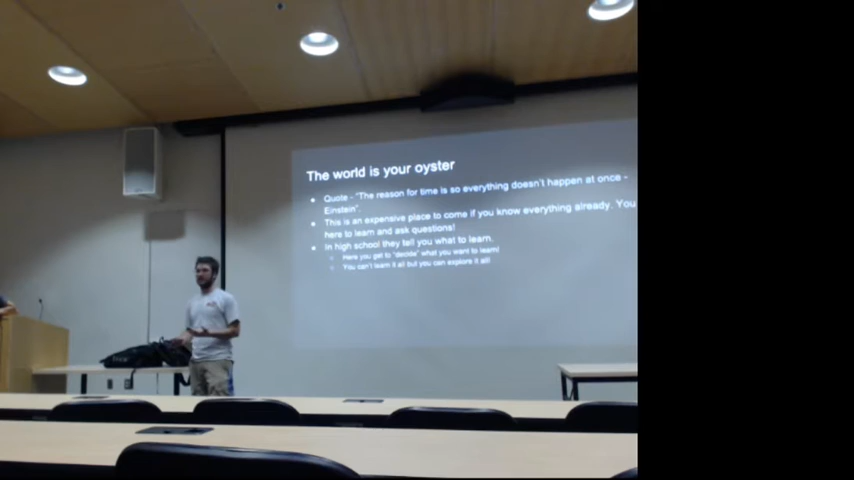 The world is your oyster
Quote - "The reason for time is so everything doesn't happen at once -
Einstein".
This is an expensive place to come if you know everything already. You
here to learn and ask questions!
In high school they tell you what to learn.
Here you get to "decide" what you want to learn!
You can't learn it all but you can explore it all!